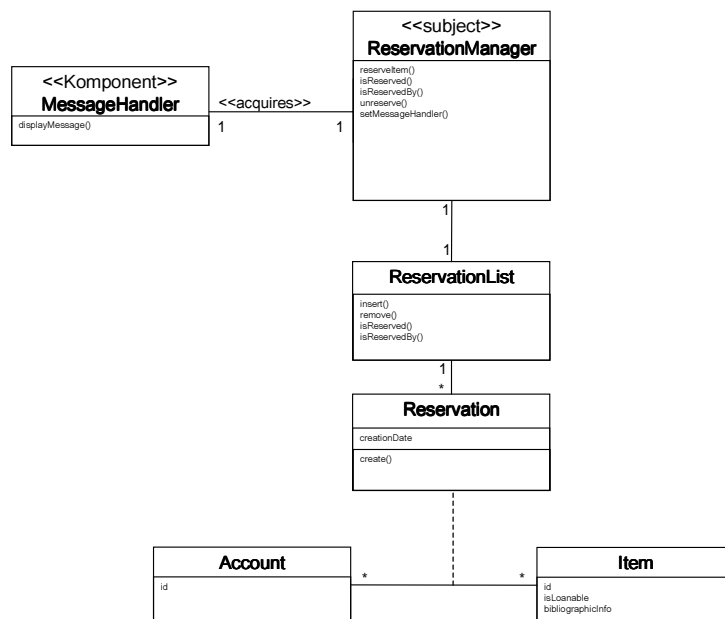 <<subject>>
ReservationManager
reserveItem()
isReserved()
isReservedBy()
unreserve()
setMessageHandler()
<<Komponent>>
MessageHandler
displayMessage()
<<acquires>>
1
1
1
1
ReservationList
insert()
remove()
isReserved()
isReservedBy()
1
*
Reservation
creationDate
create()
Account
id
*
*
Item
id
isLoanable
bibliographicInfo